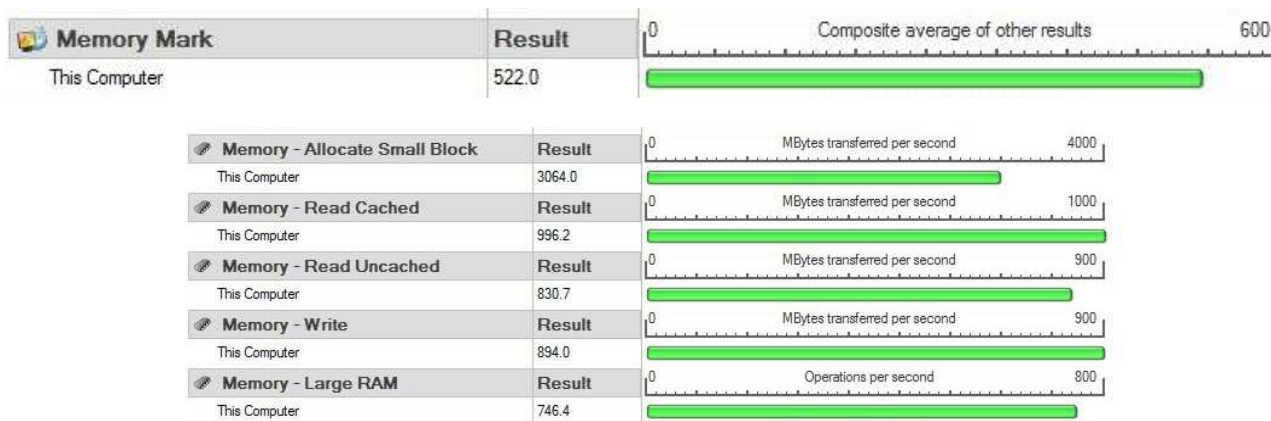 Memory Mark Result 0 Composite average of other results 600
This Computer 522.0
Memory - Allocate Small Block Result 0 MBytes transferred per second 4000
This Computer 3064.0
Memory - Read Cached Result 0 MBytes transferred per second 1000
This Computer 996.2
Memory - Read Uncached Result 0 MBytes transferred per second 900
This Computer 830.7
Memory - Write Result 0 MBytes transferred per second 900
This Computer 894.0
Memory - Large RAM Result 0 Operations per second 800
This Computer 746.4